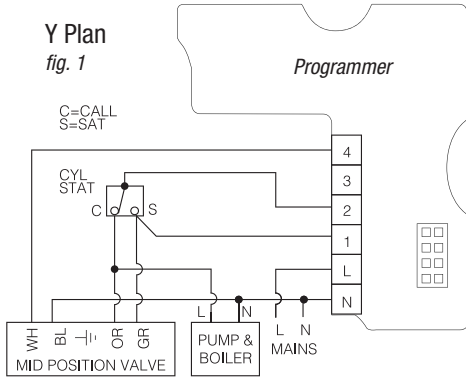 Y Plan
fig. 1
Programmer
C=CALL
S=SAT
CYL
STAT
C S
4
3
2
1
L
N
L N
L N
MAINS
WH BL OR GR
MID POSITION VALVE
PUMP &
BOILER